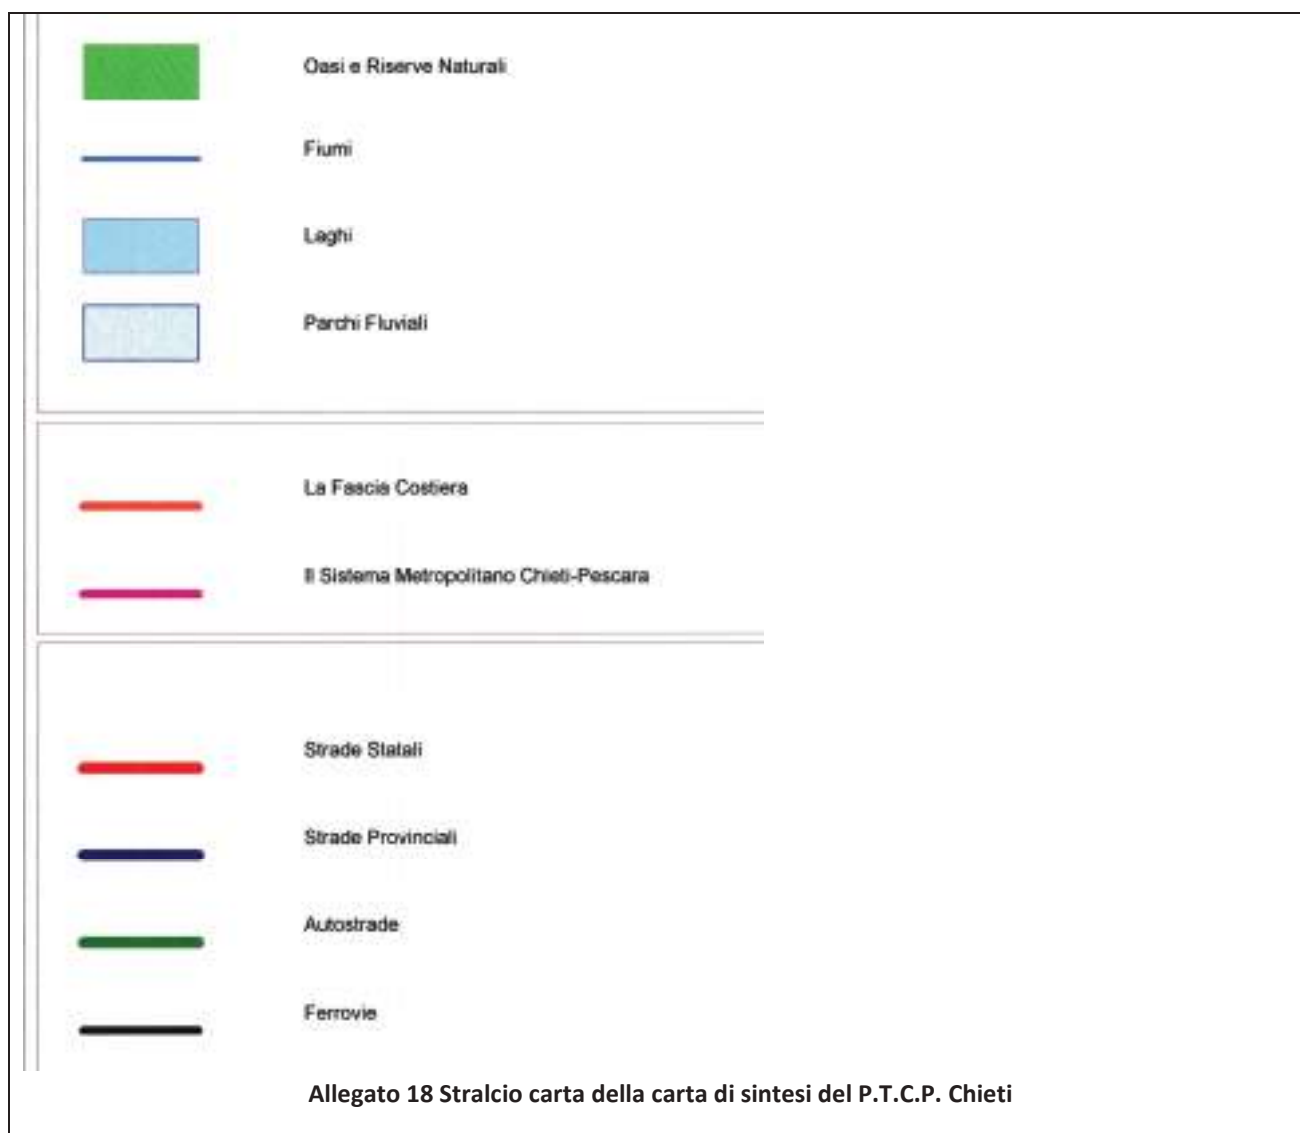 Oasi e Riserve Naturali
Fiumi
Laghi
Parchi Fluviali
La Fascia Costiera
Il Sistema Metropolitano Chieti-Pescara
Strade Statali
Strade Provinciali
Autostrade
Ferrovie
Allegato 18 Stralcio carta della carta di sintesi del P.T.C.P. Chieti